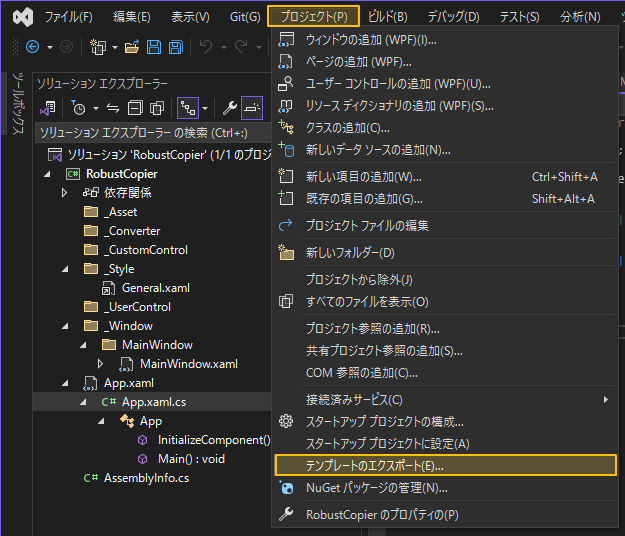 ファイル(F) 編集(E) 表示(V) Git(G) プロジェクト(P) ビルド(B) デバッグ(D) テスト(S) 分析(N)
ツールボックス
ソリューション エクスプローラー
ソリューション エクスプローラー の検索 (Ctrl+;)
ソリューション 'RobustCopier' (1/1 のプロジ
RobustCopier
依存関係
_Asset
_Converter
_CustomControl
_Style
General.xaml
_UserControl
_Window
MainWindow
MainWindow.xaml
App.xaml
App.xaml.cs
App
InitializeComponent()
Main() : void
AssemblyInfo.cs
ウィンドウの追加 (WPF)(I)...
ページの追加 (WPF)...
ユーザー コントロールの追加 (WPF)(U)...
リソース ディクショナリの追加 (WPF)(S)...
クラスの追加(C)...
新しいデータ ソースの追加(N)...
新しい項目の追加(W)... Ctrl+Shift+A
既存の項目の追加(G)... Shift+Alt+A
プロジェクト ファイルの編集
新しいフォルダー(D)
プロジェクトから除外(J)
すべてのファイルを表示(O)
プロジェクト参照の追加(R)...
共有プロジェクト参照の追加(S)...
COM 参照の追加(C)...
接続済みサービス(C)
スタートアップ プロジェクトの構成...
スタートアップ プロジェクトに設定(A)
テンプレートのエクスポート(E)...
NuGet パッケージの管理(N)...
RobustCopier のプロパティの(P)